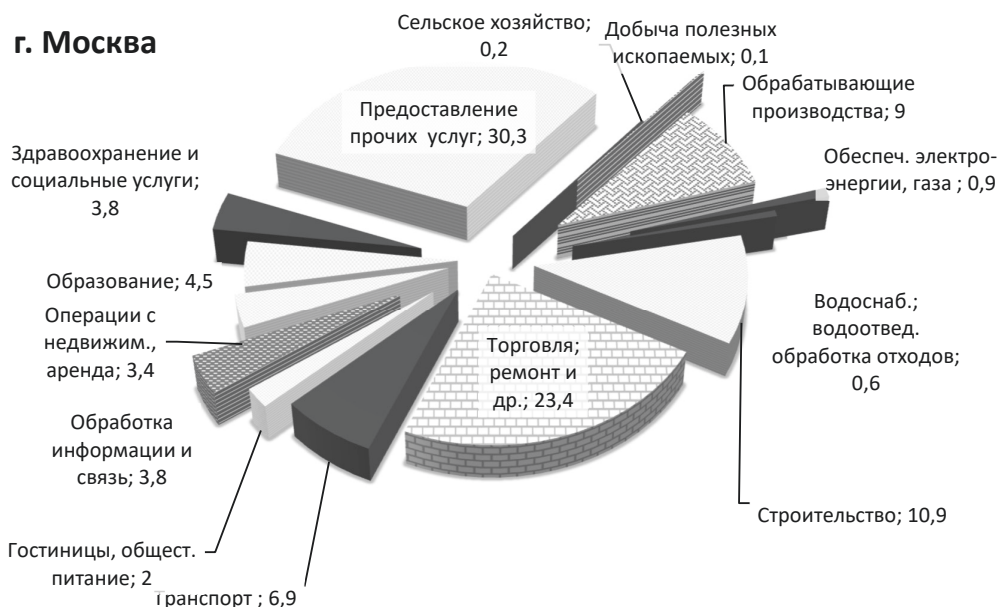 г. Москва
Сельское хозяйство;
0,2
Добыча полезных
ископаемых; 0,1
Обрабатывающие
производства; 9
Обеспеч. электро-
энергии, газа ; 0,9
Водоснаб.;
водоотвед.
обработка отходов;
0,6
Строительство; 10,9
Торговля;
ремонт и
др.; 23,4
Транспорт ; 6,9
Гостиницы, общест.
питание; 2
Обработка
информации и
связь; 3,8
Операции с
недвижим.,
аренда; 3,4
Образование; 4,5
Здравоохранение и
социальные услуги;
3,8
Предоставление
прочих услуг; 30,3